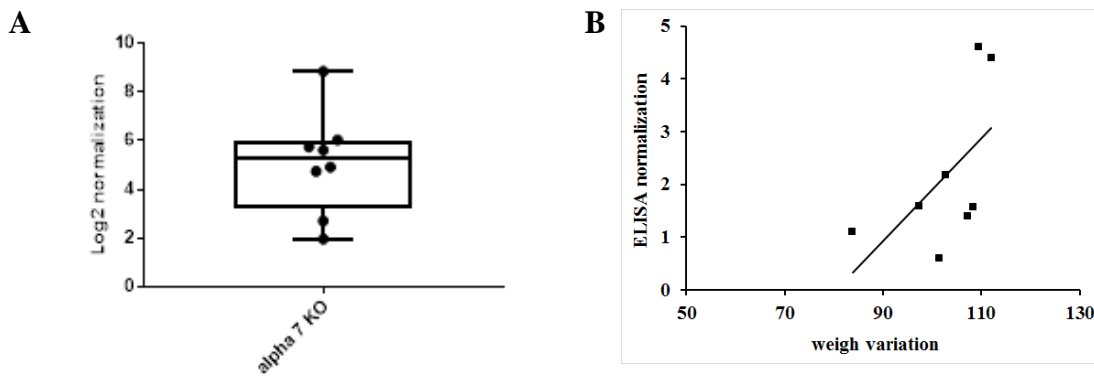 A
Log2 normalization
10
8
6
4
2
0
alpha 7 KO
B
ELISA normalization
5
4
3
2
1
0
50 70 90 110 130
weigh variation